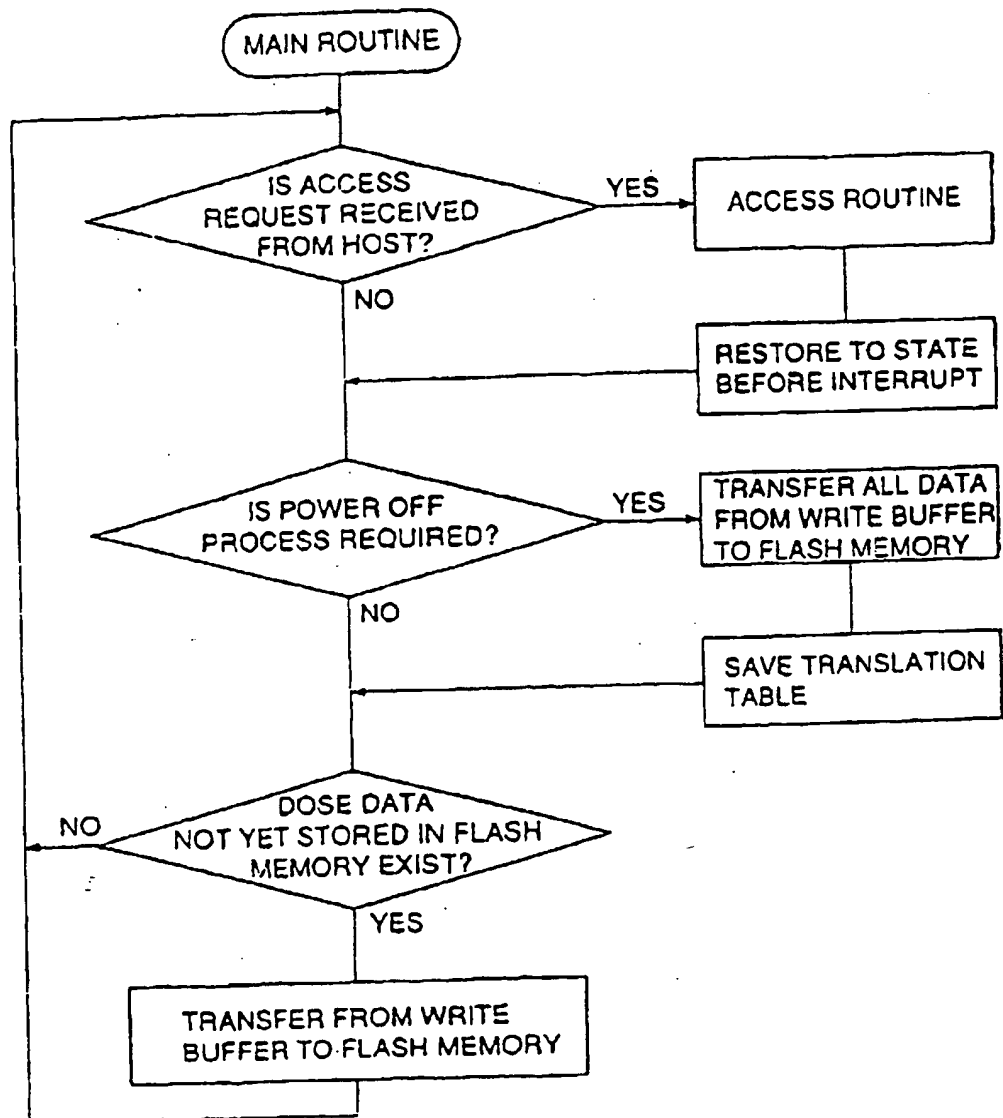 MAIN ROUTINE
IS ACCESS
REQUEST RECEIVED
FROM HOST?
YES
ACCESS ROUTINE
NO
RESTORE TO STATE
BEFORE INTERRUPT
IS POWER OFF
PROCESS REQUIRED?
YES
TRANSFER ALL DATA
FROM WRITE BUFFER
TO FLASH MEMORY
NO
SAVE TRANSLATION
TABLE
DOSE DATA
NOT YET STORED IN FLASH
MEMORY EXIST?
NO
YES
TRANSFER FROM WRITE
BUFFER TO FLASH MEMORY